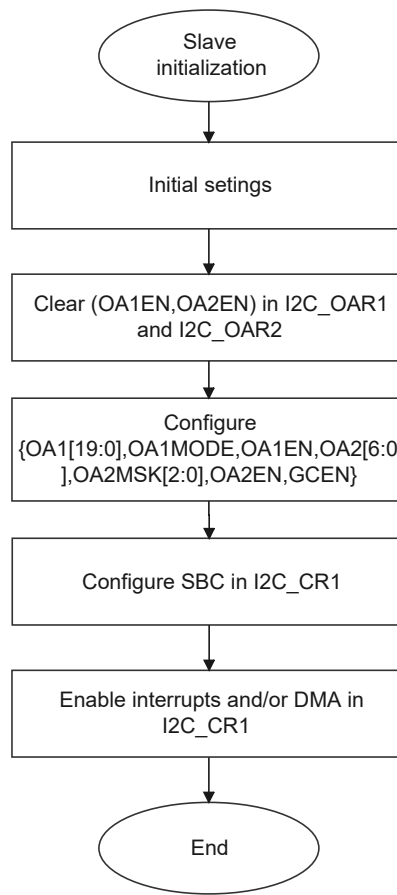 Slave
initialization
Initial setings
Clear (OA1EN,OA2EN) in I2C_OAR1
and I2C_OAR2
Configure
{OA1[19:0],OA1MODE,OA1EN,OA2[6:0
],OA2MSK[2:0],OA2EN,GCEN}
Configure SBC in I2C_CR1
Enable interrupts and/or DMA in
I2C_CR1
End